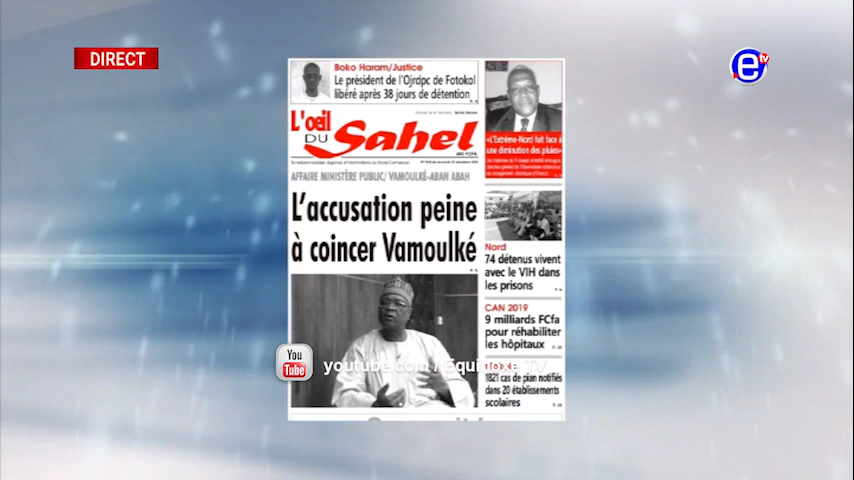 DIRECT
e tv
Boko Haram/Justice
Le président de l'Ojrdpc de Fotokol
libéré après 38 jours de détention
L'oeil
DU
Sahel
AFFAIRE MINISTÈRE PUBLIC/ VAMOULKÉ-ABAH ABAH
L'accusation peine
à coincer Vamoulké
«L'Extrême-Nord fait face à
une diminution des pluies»
Nord
74 détenus vivent
avec le VIH dans
les prisons
CAN 2019
9 milliards FCfa
pour réhabiliter
les hôpitaux
1821 cas de pian notifiés
dans 20 établissements
scolaires
You
Tube
youtube.com / Equinoxe TV